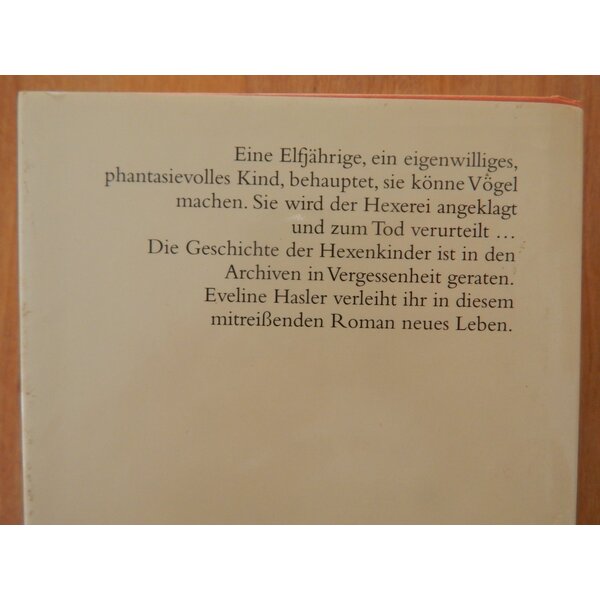 Eine Elfjährige, ein eigenwilliges,
phantasievolles Kind, behauptet, sie könne Vögel
machen. Sie wird der Hexerei angeklagt
und zum Tod verurteilt ...
Die Geschichte der Hexenkinder ist in den
Archiven in Vergessenheit geraten.
Eveline Hasler verleiht ihr in diesem
mitreißenden Roman neues Leben.